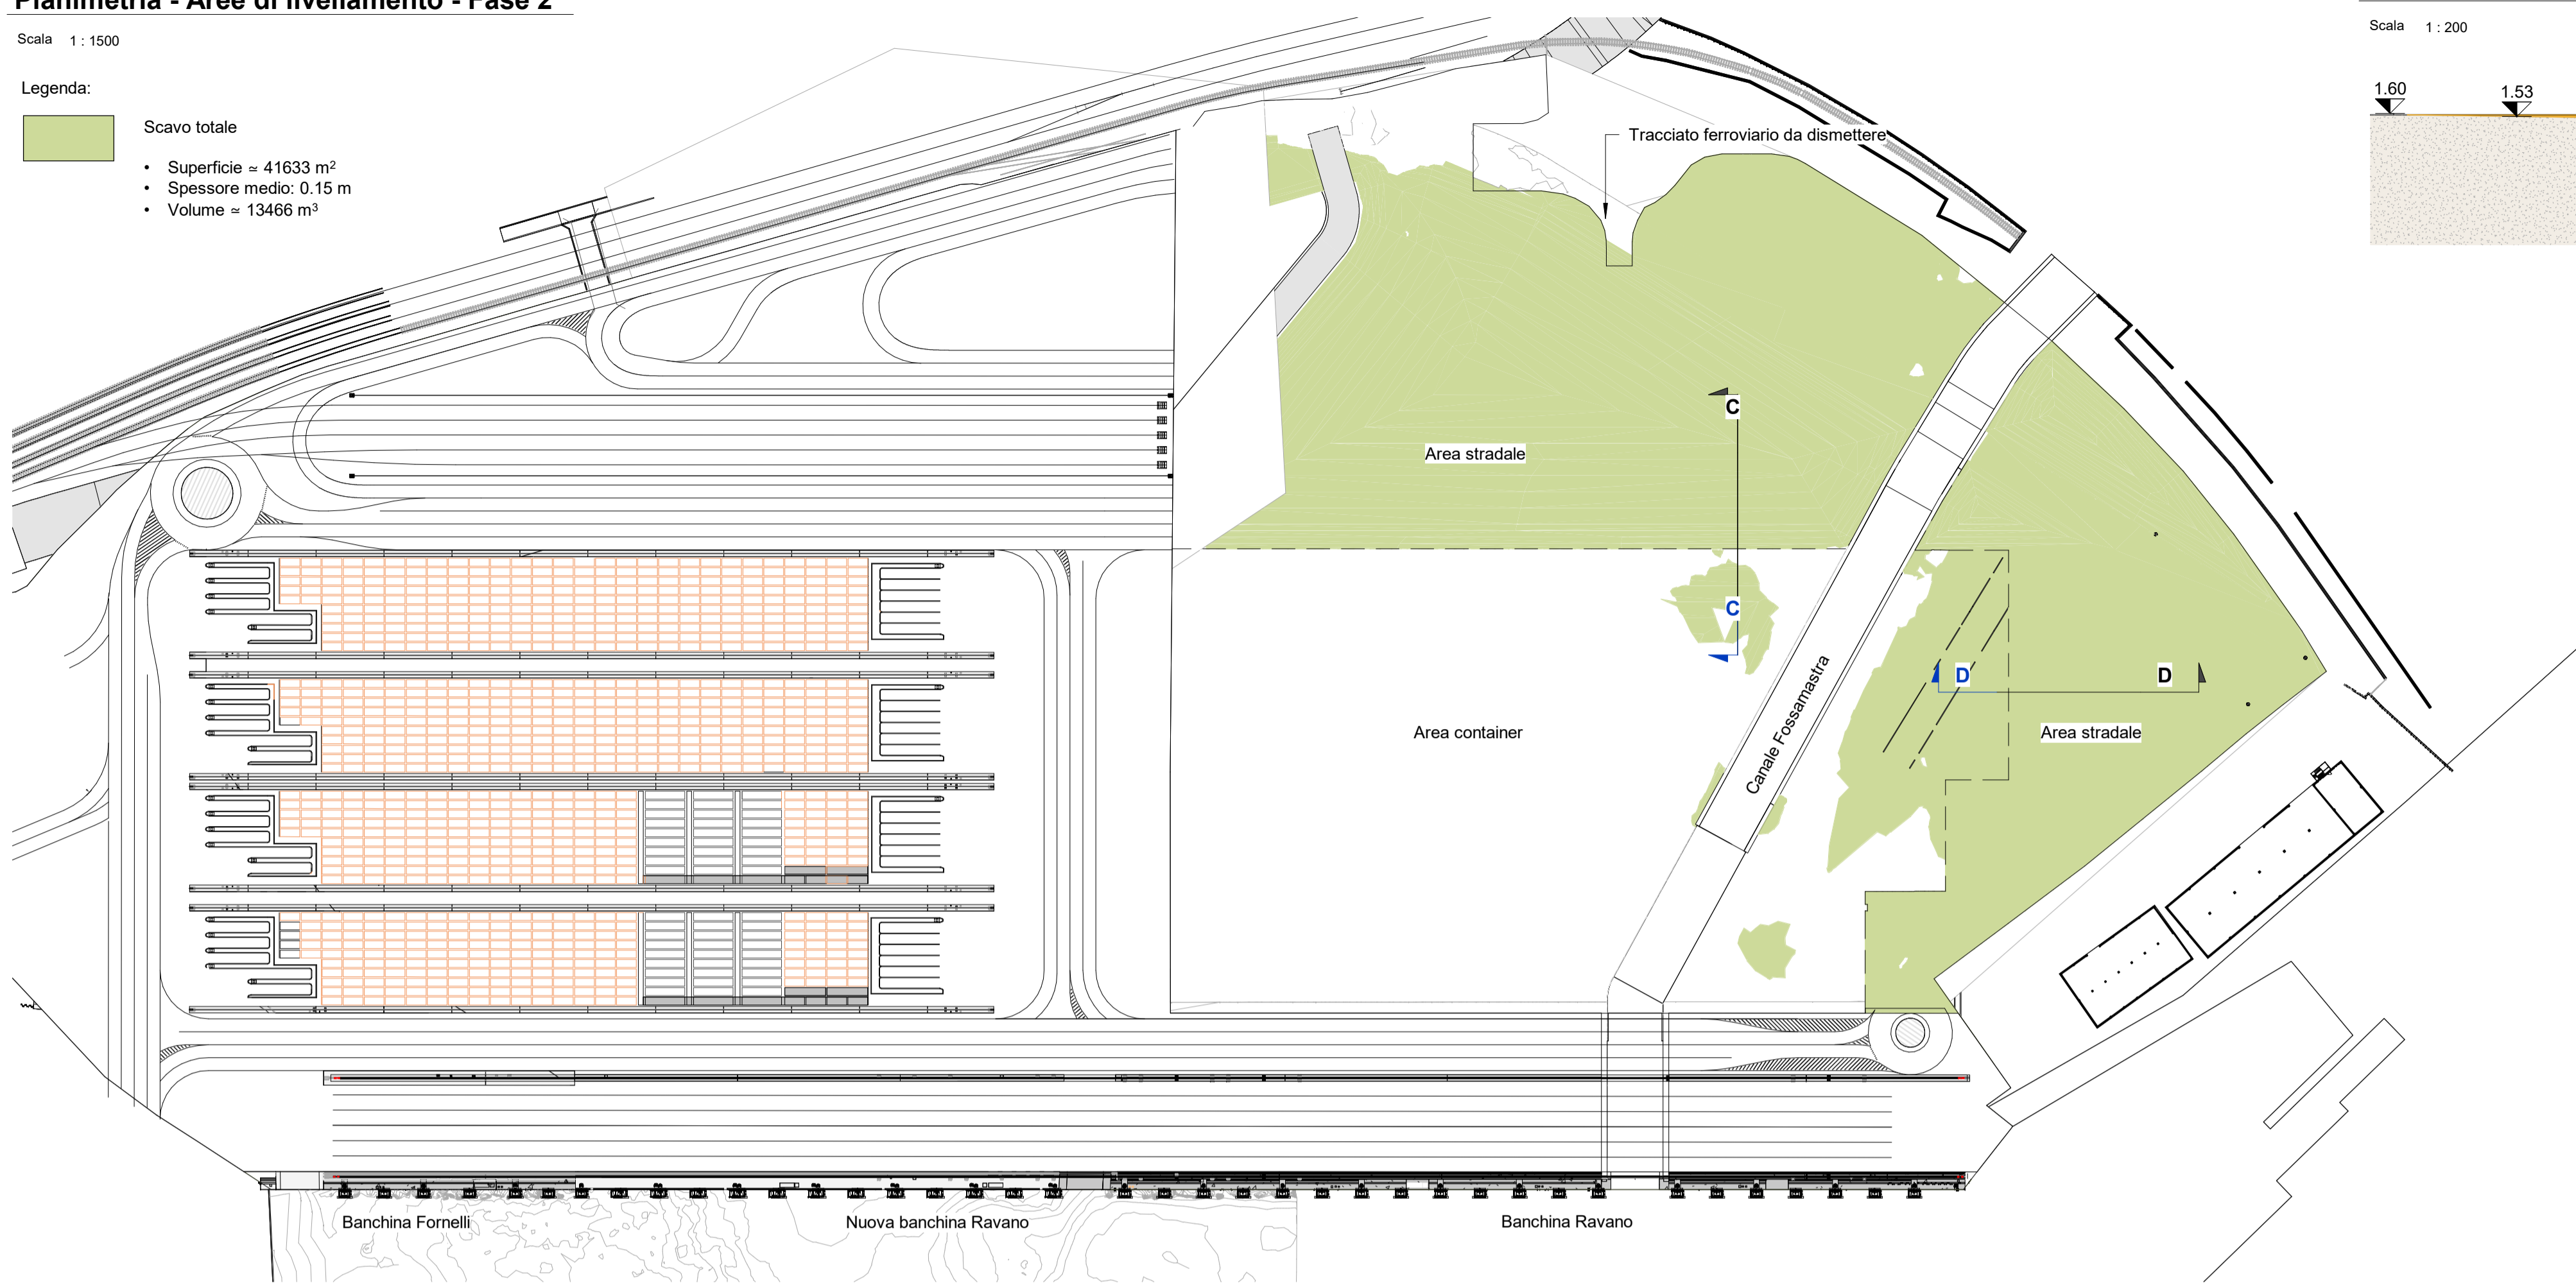 Planimetria - Aree di livellamento - Fase 2
Scala 1 : 1500
Scala 1 : 200
Legenda:
1.60
1.53
Scavo totale
• Superficie ≃ 41633 m²
• Spessore medio: 0.15 m
• Volume ≃ 13466 m³
Tracciato ferroviario da dismettere
C
Area stradale
C
D
D
Canale Fossamastra
Area container
Area stradale
Banchina Fornelli
Nuova banchina Ravano
Banchina Ravano